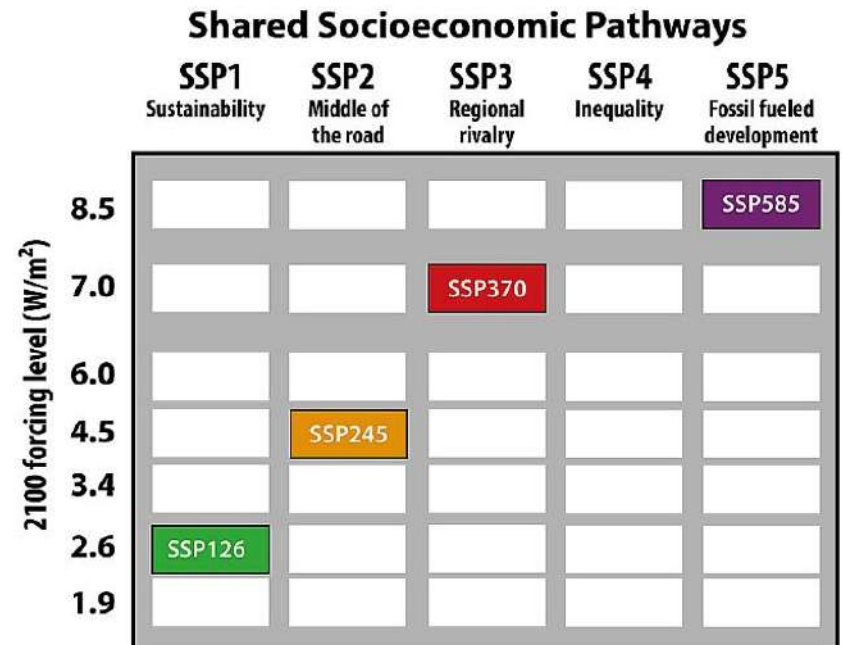 Shared Socioeconomic Pathways
SSP1 SSP2 SSP3 SSP4 SSP5
Sustainability Middle of Regional Inequality Fossil fueled
the road rivalry development
2100 forcing level (W/m²)
8.5 SSP585
7.0 SSP370
6.0
4.5 SSP245
3.4
2.6 SSP126
1.9